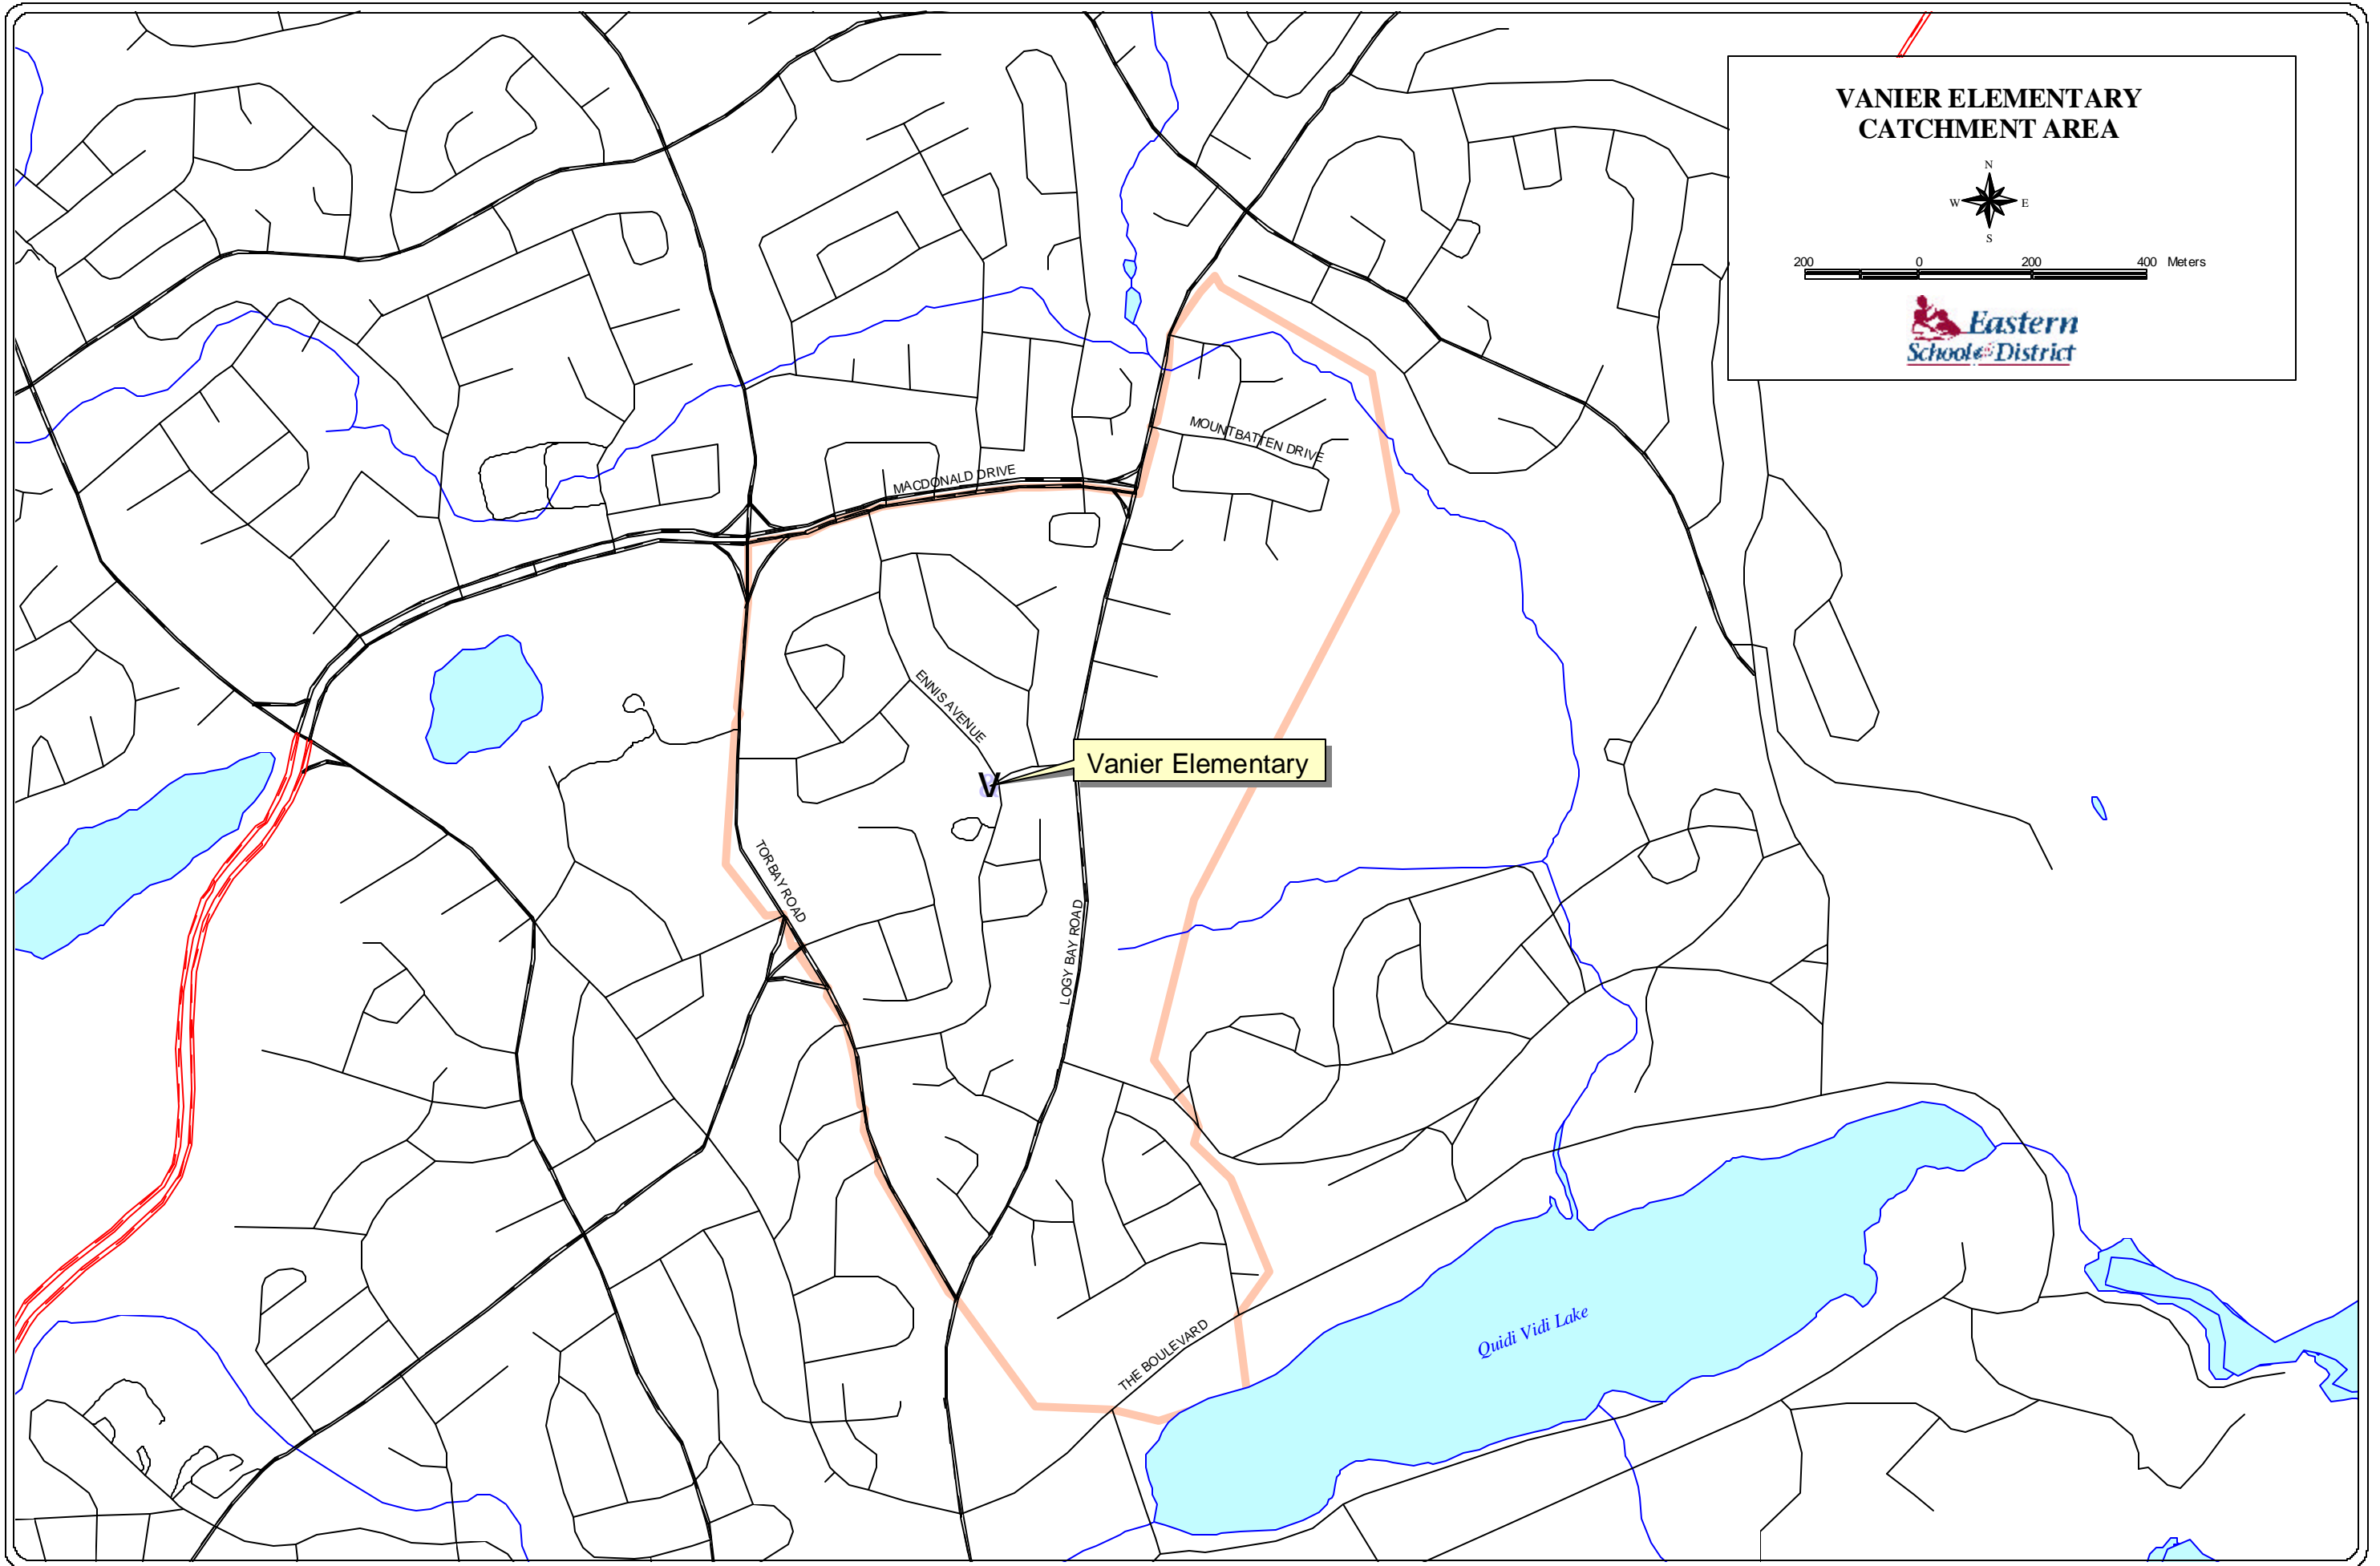 VANIER ELEMENTARY
CATCHMENT AREA
N
W E
S
200 0 200 400 Meters
Eastern
School District
MOUNTBATTEN DRIVE
MACDONALD DRIVE
ENNIS AVENUE
Vanier Elementary
V
TORBAY ROAD
LOGY BAY ROAD
THE BOULEVARD
Quidi Vidi Lake